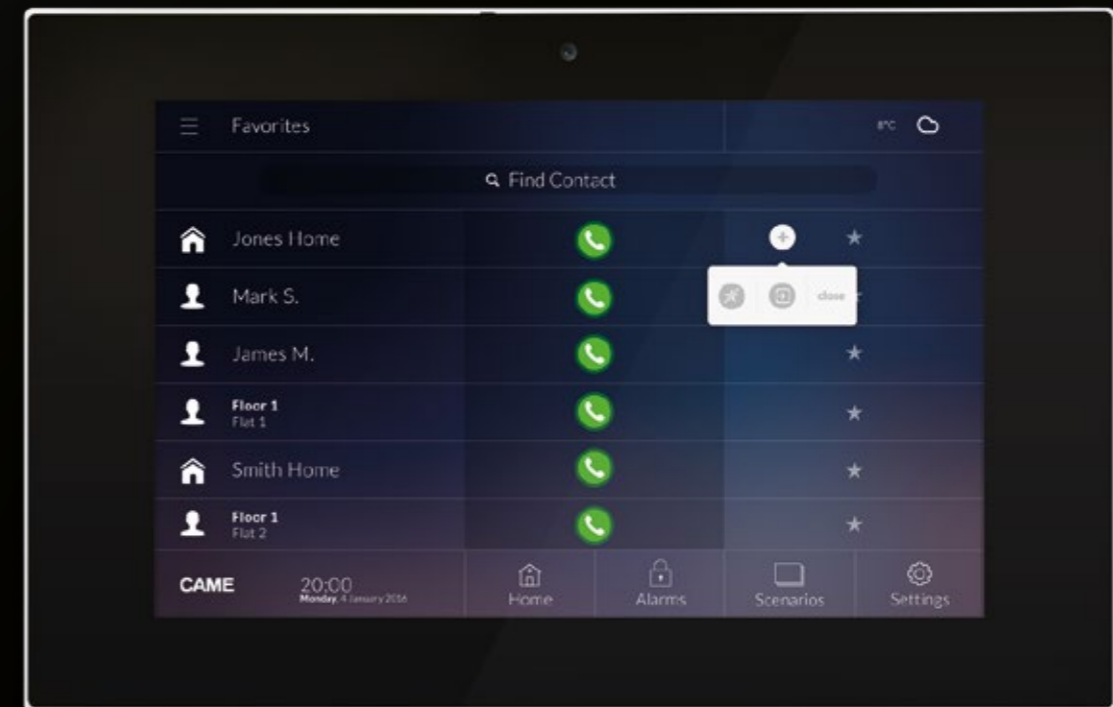 Favorites
8°C
Find Contact
Jones Home
Mark S.
close
James M.
Floor 1
Flat 1
Smith Home
Floor 1
Flat 2
CAME
20:00
Monday, 4 January 2016
Home
Alarms
Scenarios
Settings